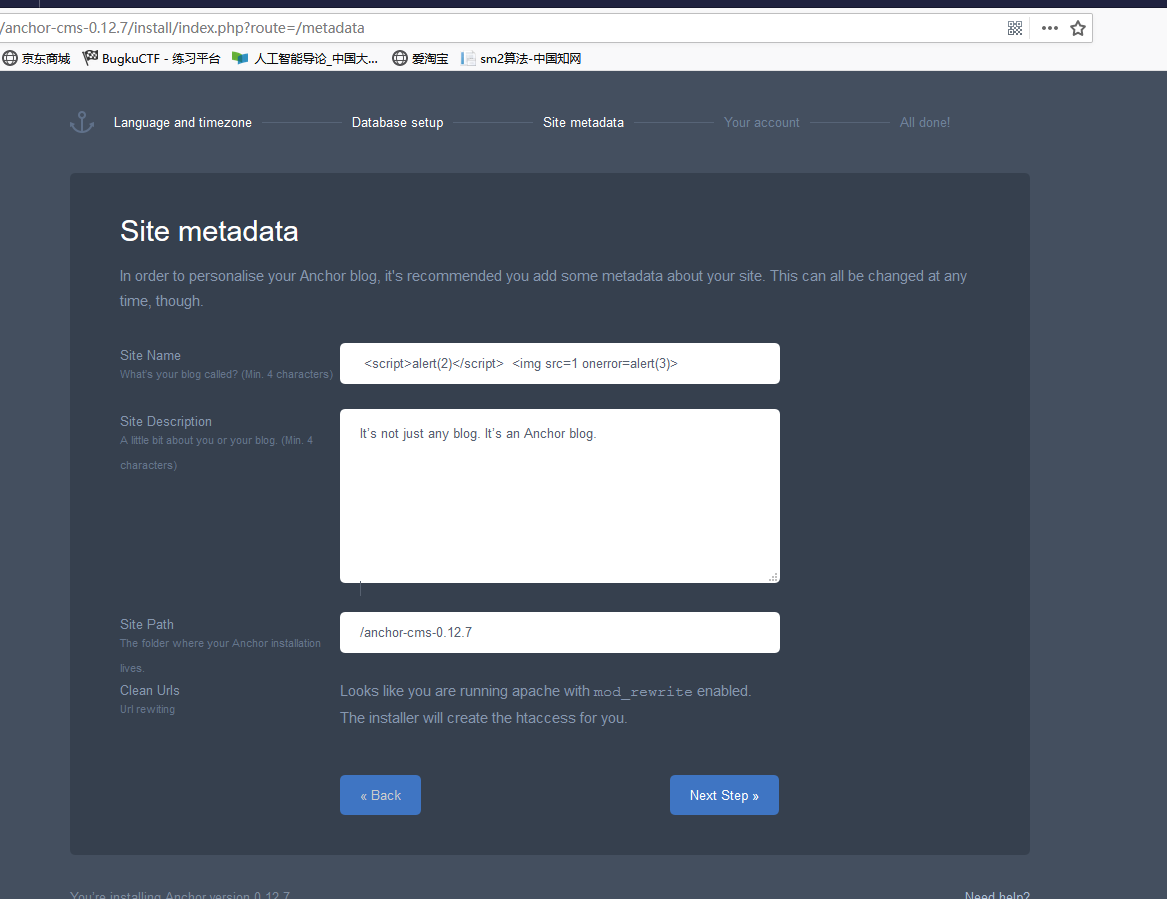 /anchor-cms-0.12.7/install/index.php?route=/metadata
京东商城 BugkuCTF - 练习平台 人工智能导论_中国大... 爱淘宝 sm2算法-中国知网
Language and timezone Database setup Site metadata Your account All done!
Site metadata
In order to personalise your Anchor blog, it's recommended you add some metadata about your site. This can all be changed at any
time, though.
Site Name
What's your blog called? (Min. 4 characters)
<script>alert(2)</script> <img src=1 onerror=alert(3)>
Site Description
A little bit about you or your blog. (Min. 4
characters)
It’s not just any blog. It’s an Anchor blog.
Site Path
The folder where your Anchor installation
lives.
/anchor-cms-0.12.7
Clean Urls
Url rewiting
Looks like you are running apache with mod_rewrite enabled.
The installer will create the htaccess for you.
« Back
Next Step »
You're installing Anchor version 0.12.7
Need help?